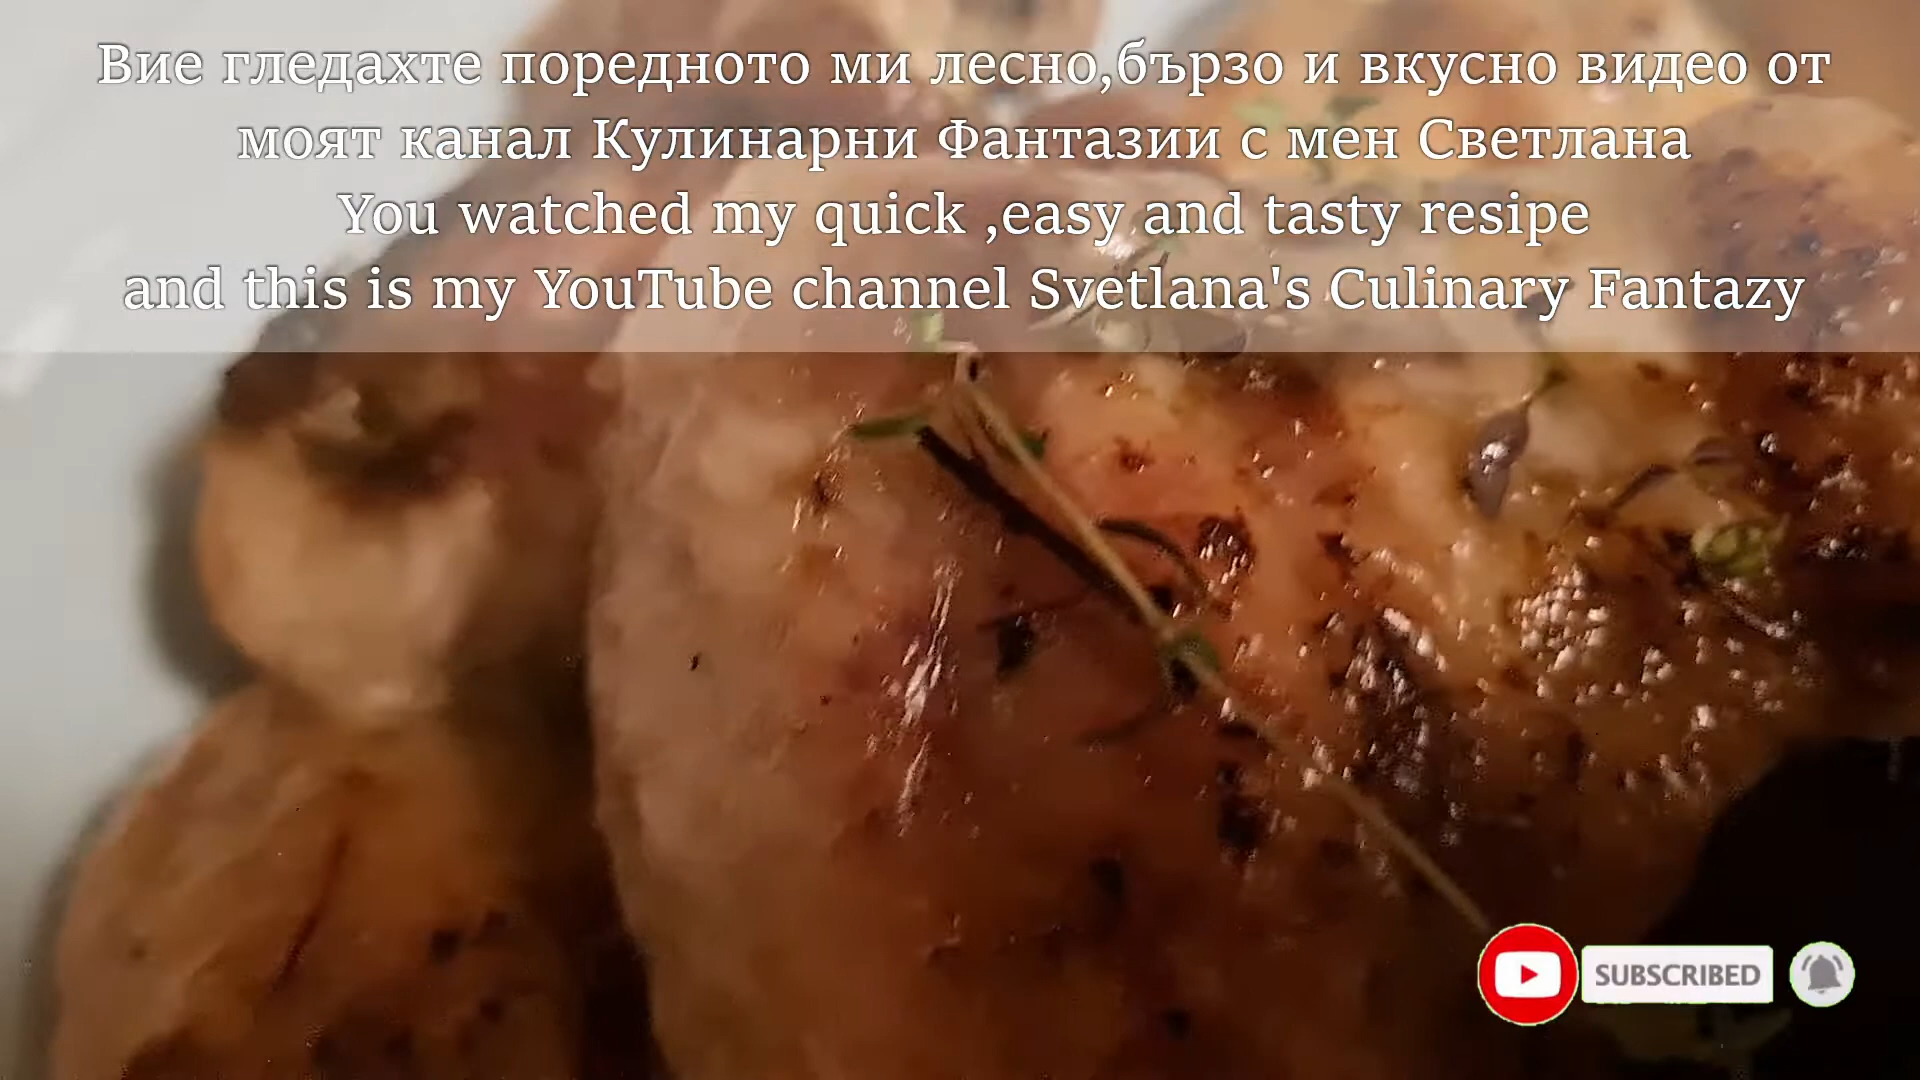 Вие гледахте поредното ми лесно,бързо и вкусно видео от
моят канал Кулинарни Фантазии с мен Светлана
You watched my quick ,easy and tasty resipe
and this is my YouTube channel Svetlana's Culinary Fantazy
SUBSCRIBED